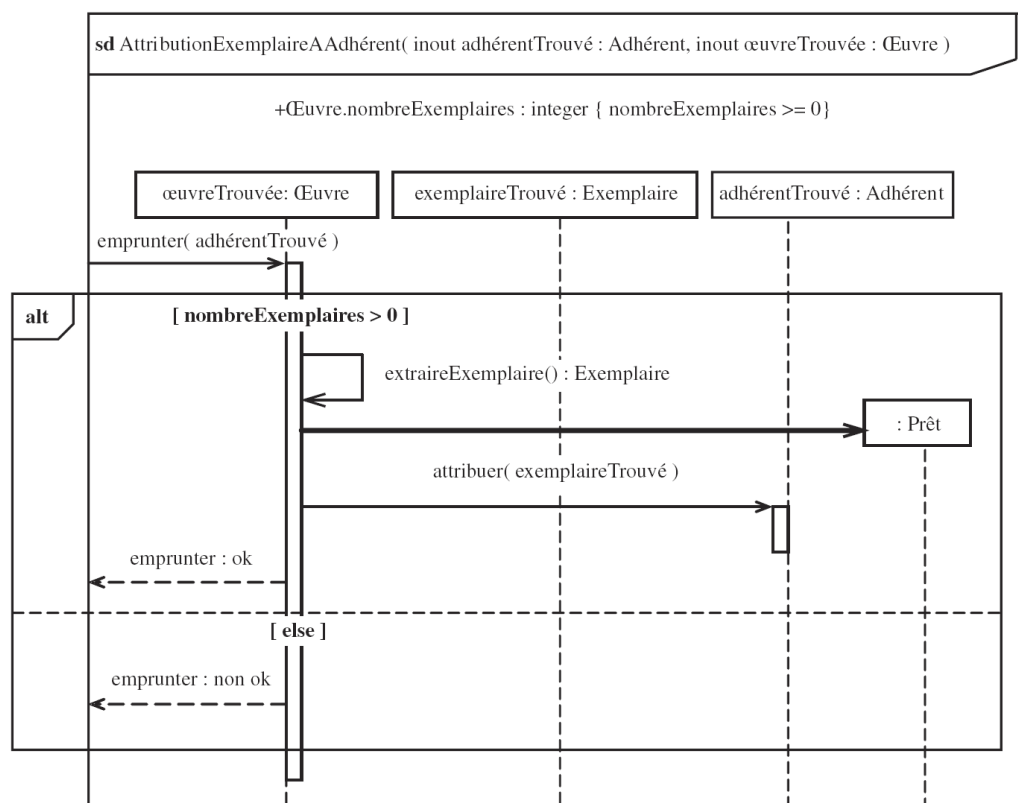 sd AttributionExemplaireAAdhérent( inout adhérentTrouvé : Adhérent, inout œuvreTrouvée : Œuvre )
+Œuvre.nombreExemplaires : integer { nombreExemplaires >= 0}
œuvreTrouvée: Œuvre
exemplaireTrouvé : Exemplaire
adhérentTrouvé : Adhérent
emprunter( adhérentTrouvé )
alt
[ nombreExemplaires > 0 ]
extraireExemplaire() : Exemplaire
: Prêt
attribuer( exemplaireTrouvé )
emprunter : ok
[ else ]
emprunter : non ok